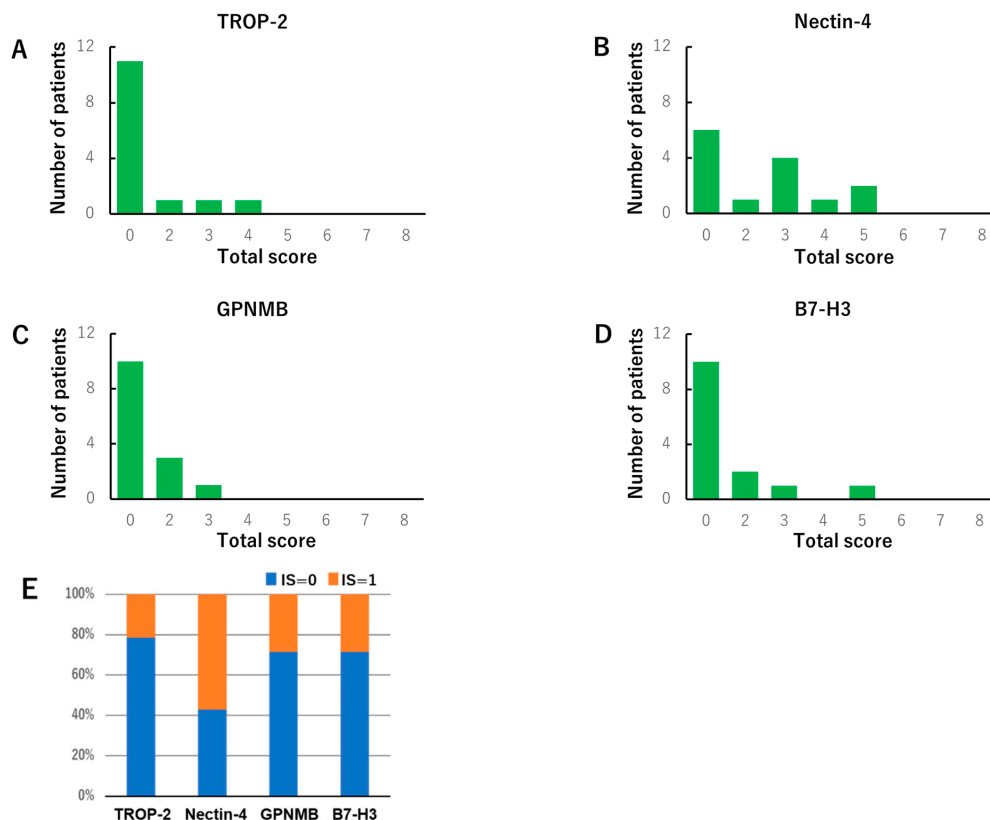 TROP-2
A
Number of patients
12
8
4
0
0 2 3 4 5 6 7 8
Total score
Nectin-4
B
Number of patients
12
8
4
0
0 2 3 4 5 6 7 8
Total score
GPNMB
C
Number of patients
12
8
4
0
0 2 3 4 5 6 7 8
Total score
B7-H3
D
Number of patients
12
8
4
0
0 2 3 4 5 6 7 8
Total score
E
IS=0 IS=1
100%
80%
60%
40%
20%
0%
TROP-2 Nectin-4 GPNMB B7-H3